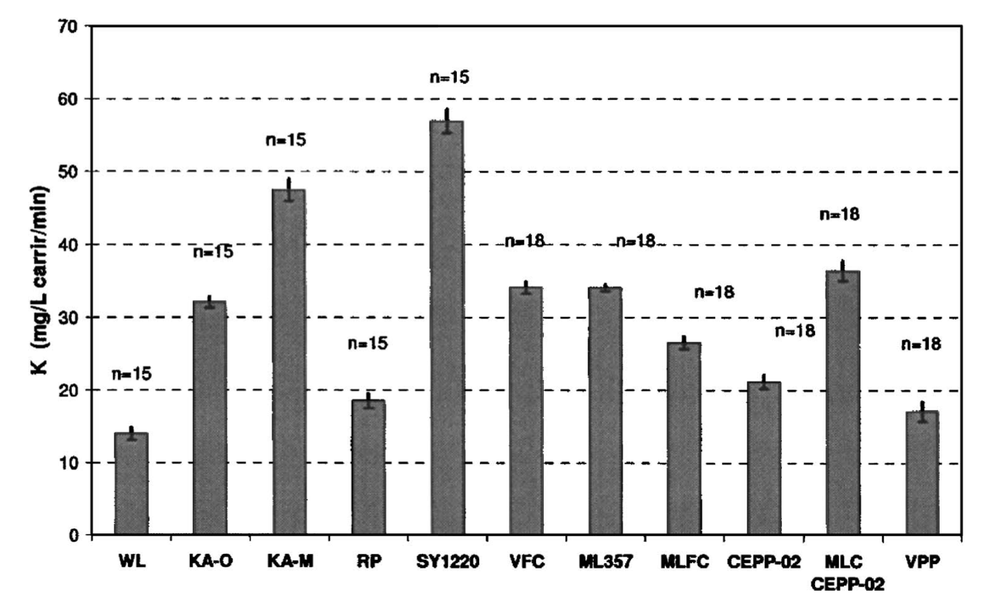 70
n=15
60
n=15
50
n=18
40
n=18
n=18
n=15
n=18
30
n=18
n=15
n=18
n=15
20
10
0
K (mg/L carrir/min)
WL KA-O KA-M RP SY1220 VFC ML357 MLFC CEPP-02 MLC VPP
CEPP-02